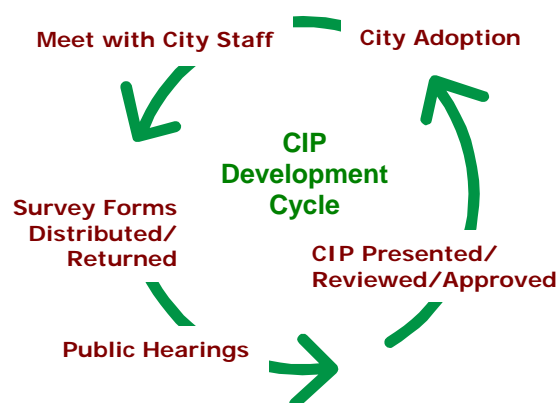 Meet with City Staff
City Adoption
CIP
Development
Cycle
Survey Forms
Distributed/
Returned
CIP Presented/
Reviewed/Approved
Public Hearings